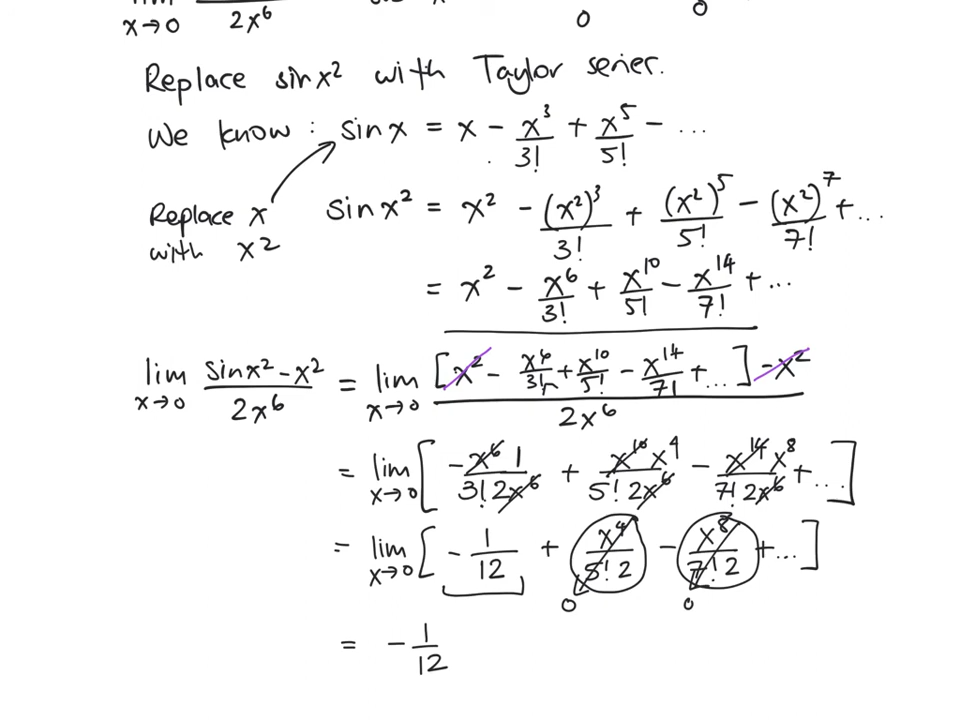 x→0 2x⁶ 0 0
Replace sin x² with Taylor series.
We know : sin x = x - x³/3! + x⁵/5! - ...
Replace x with x²
sin x² = x² - (x²)³/3! + (x²)⁵/5! - (x²)⁷/7! + ...
= x² - x⁶/3! + x¹⁰/5! - x¹⁴/7! + ...
lim x→0 (sin x² - x²)/(2x⁶) = lim x→0 ([x² - x⁶/3! + x¹⁰/5! - x¹⁴/7! + ...] - x²)/(2x⁶)
= lim x→0 [ -x⁶ 1/(3! 2x⁶) + x¹⁰ x⁴/(5! 2x⁶) - x¹⁴ x⁸/(7! 2x⁶) + ... ]
= lim x→0 [ - 1/12 + x⁴/(5! 2) - x⁸/(7! 2) + ... ]
0 0
= - 1/12